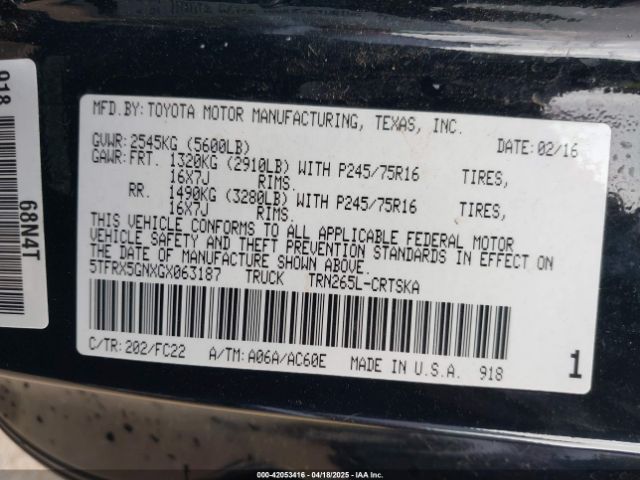 MFD.BY: TOYOTA MOTOR MANUFACTURING, TEXAS, INC.
GVWR: 2545KG (5600LB) DATE: 02/16
GAWR: FRT. 1320KG (2910LB) WITH P245/75R16 TIRES,
16X7J RIMS.
RR. 1490KG (3280LB) WITH P245/75R16 TIRES,
16X7J RIMS.
THIS VEHICLE CONFORMS TO ALL APPLICABLE FEDERAL MOTOR
VEHICLE SAFETY AND THEFT PREVENTION STANDARDS IN EFFECT ON
THE DATE OF MANUFACTURE SHOWN ABOVE.
5TFRX5GNXGX063187 TRUCK TRN265L-CRTSKA
C/TR: 202/FC22 A/TM: A06A/AC60E MADE IN U.S.A. 918
1
918
68N4T
000-42053416 - 04/18/2025 - IAA Inc.